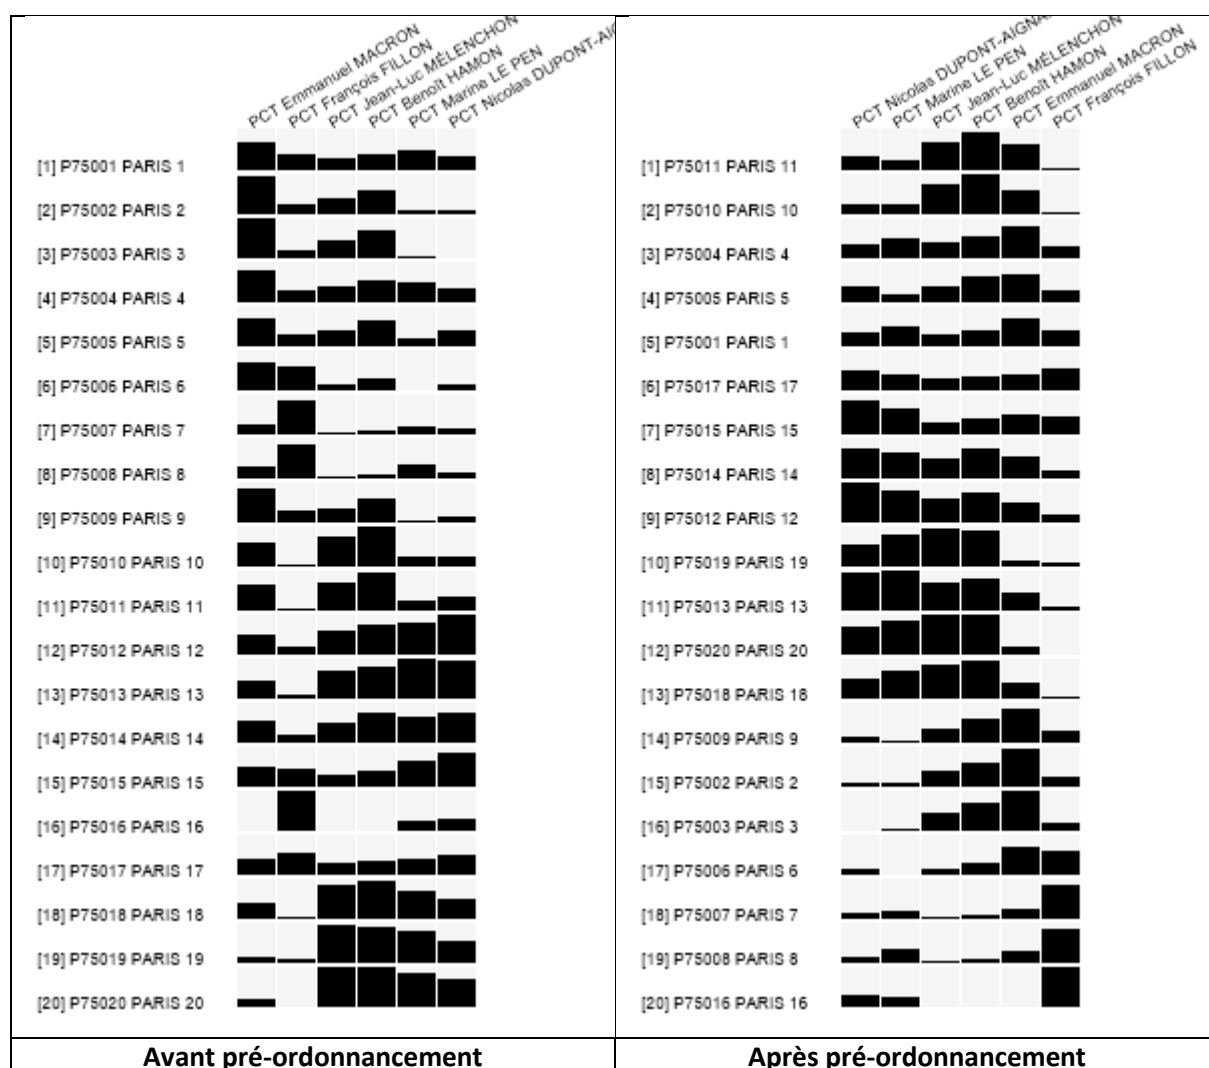 PCT Emmanuel MACRON
PCT François FILLON
PCT Jean-Luc MÉLENCHON
PCT Benoît HAMON
PCT Marine LE PEN
PCT Nicolas DUPONT-AIG
[1] P75001 PARIS 1
[2] P75002 PARIS 2
[3] P75003 PARIS 3
[4] P75004 PARIS 4
[5] P75005 PARIS 5
[6] P75006 PARIS 6
[7] P75007 PARIS 7
[8] P75008 PARIS 8
[9] P75009 PARIS 9
[10] P75010 PARIS 10
[11] P75011 PARIS 11
[12] P75012 PARIS 12
[13] P75013 PARIS 13
[14] P75014 PARIS 14
[15] P75015 PARIS 15
[16] P75016 PARIS 16
[17] P75017 PARIS 17
[18] P75018 PARIS 18
[19] P75019 PARIS 19
[20] P75020 PARIS 20
Avant pré-ordonnancement
PCT Nicolas DUPONT-AIGNA
PCT Marine LE PEN
PCT Jean-Luc MÉLENCHON
PCT Benoît HAMON
PCT Emmanuel MACRON
PCT François FILLON
[1] P75011 PARIS 11
[2] P75010 PARIS 10
[3] P75004 PARIS 4
[4] P75005 PARIS 5
[5] P75001 PARIS 1
[6] P75017 PARIS 17
[7] P75015 PARIS 15
[8] P75014 PARIS 14
[9] P75012 PARIS 12
[10] P75019 PARIS 19
[11] P75013 PARIS 13
[12] P75020 PARIS 20
[13] P75018 PARIS 18
[14] P75009 PARIS 9
[15] P75002 PARIS 2
[16] P75003 PARIS 3
[17] P75006 PARIS 6
[18] P75007 PARIS 7
[19] P75008 PARIS 8
[20] P75016 PARIS 16
Après pré-ordonnancement